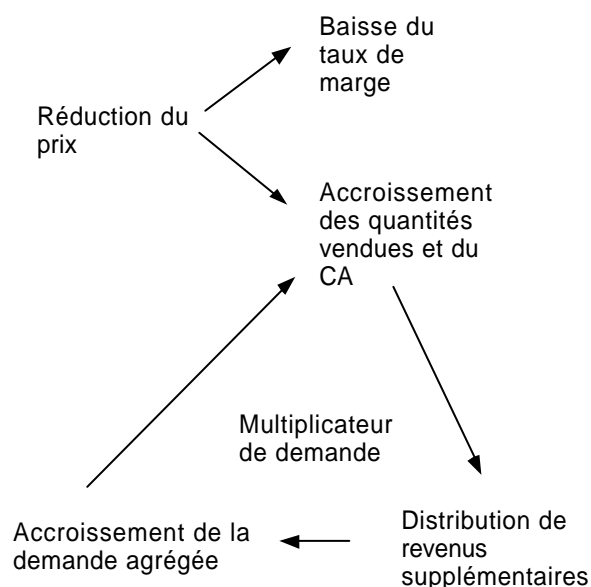 Baisse du
taux de
marge
Réduction du
prix
Accroissement
des quantités
vendues et du
CA
Multiplicateur
de demande
Accroissement de la
demande agrégée
Distribution de
revenus
supplémentaires